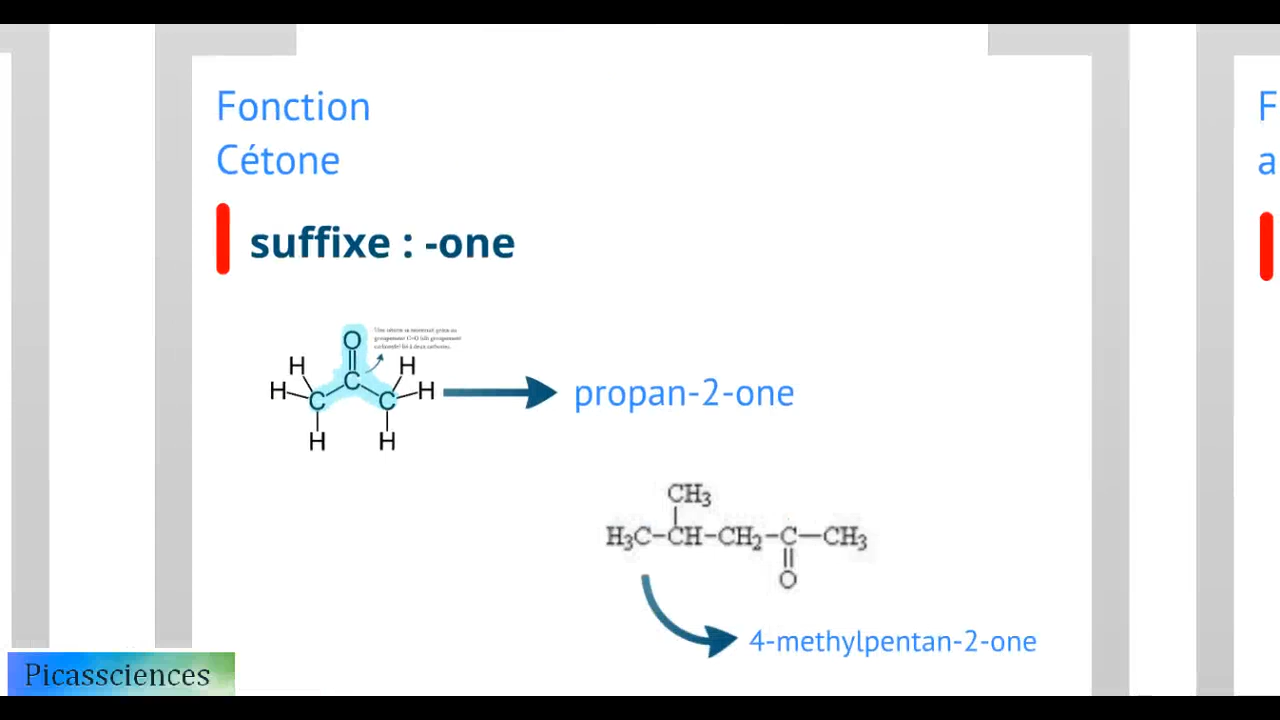 Fonction
Cétone
suffixe : -one
O
H
H
H
H
C
C
C
H
H
propan-2-one
CH3
H3C-CH-CH2-C-CH3
O
4-methylpentan-2-one
Picassciences
F
a